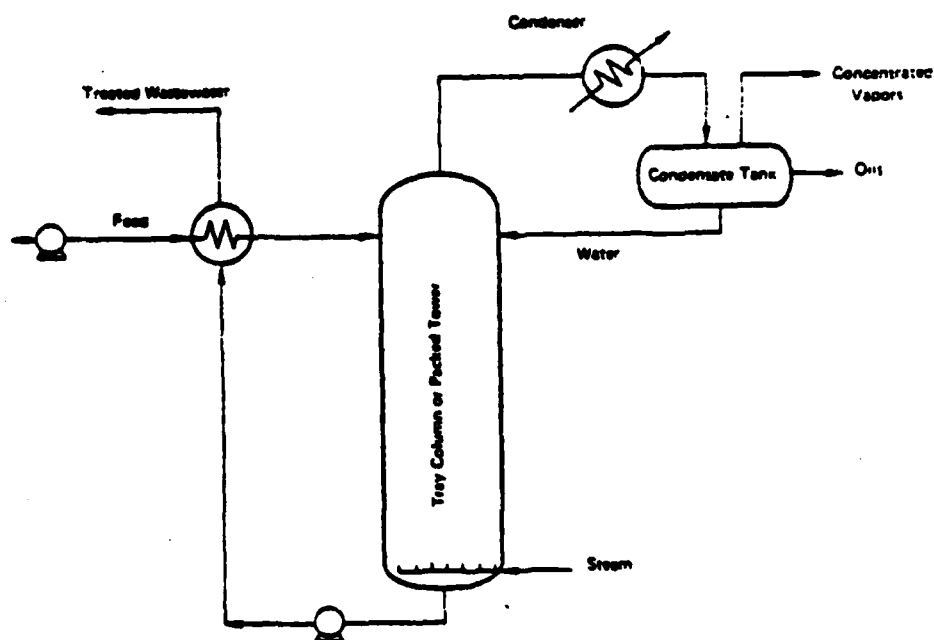 Condenser
Concentrated
Vapors
Treated Wastewater
Condensate Tank
Oils
Feed
Water
Tray Column or Packed Tower
Steam